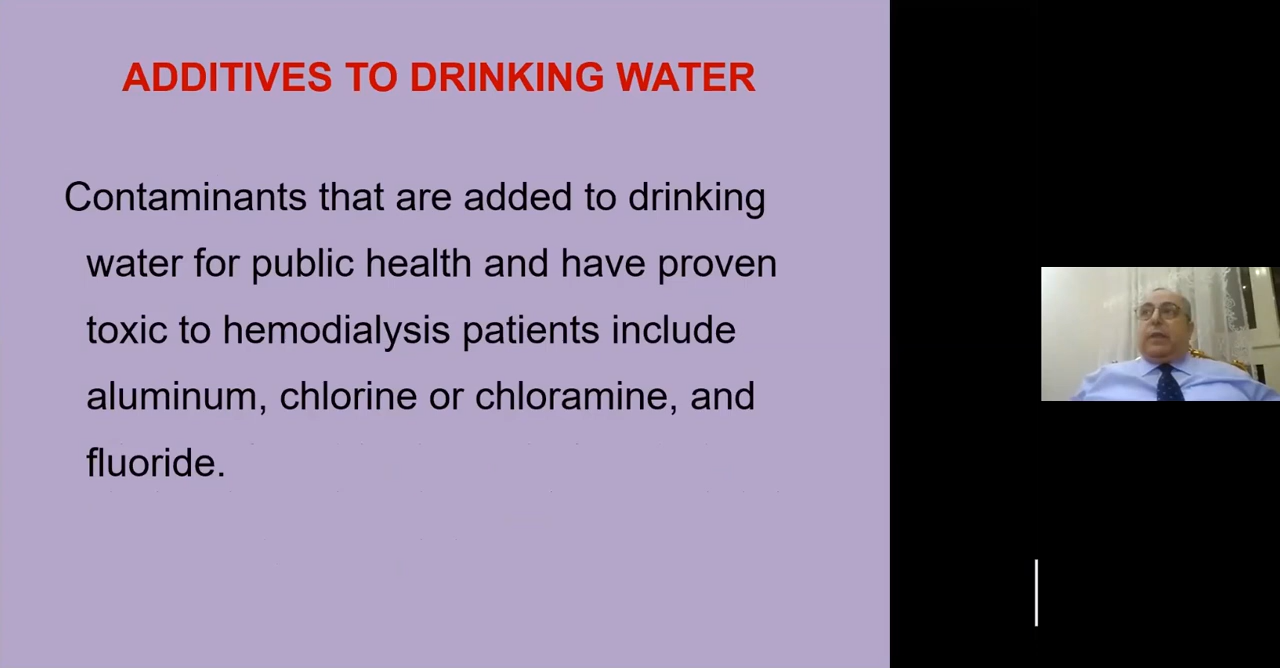 ADDITIVES TO DRINKING WATER
Contaminants that are added to drinking
water for public health and have proven
toxic to hemodialysis patients include
aluminum, chlorine or chloramine, and
fluoride.